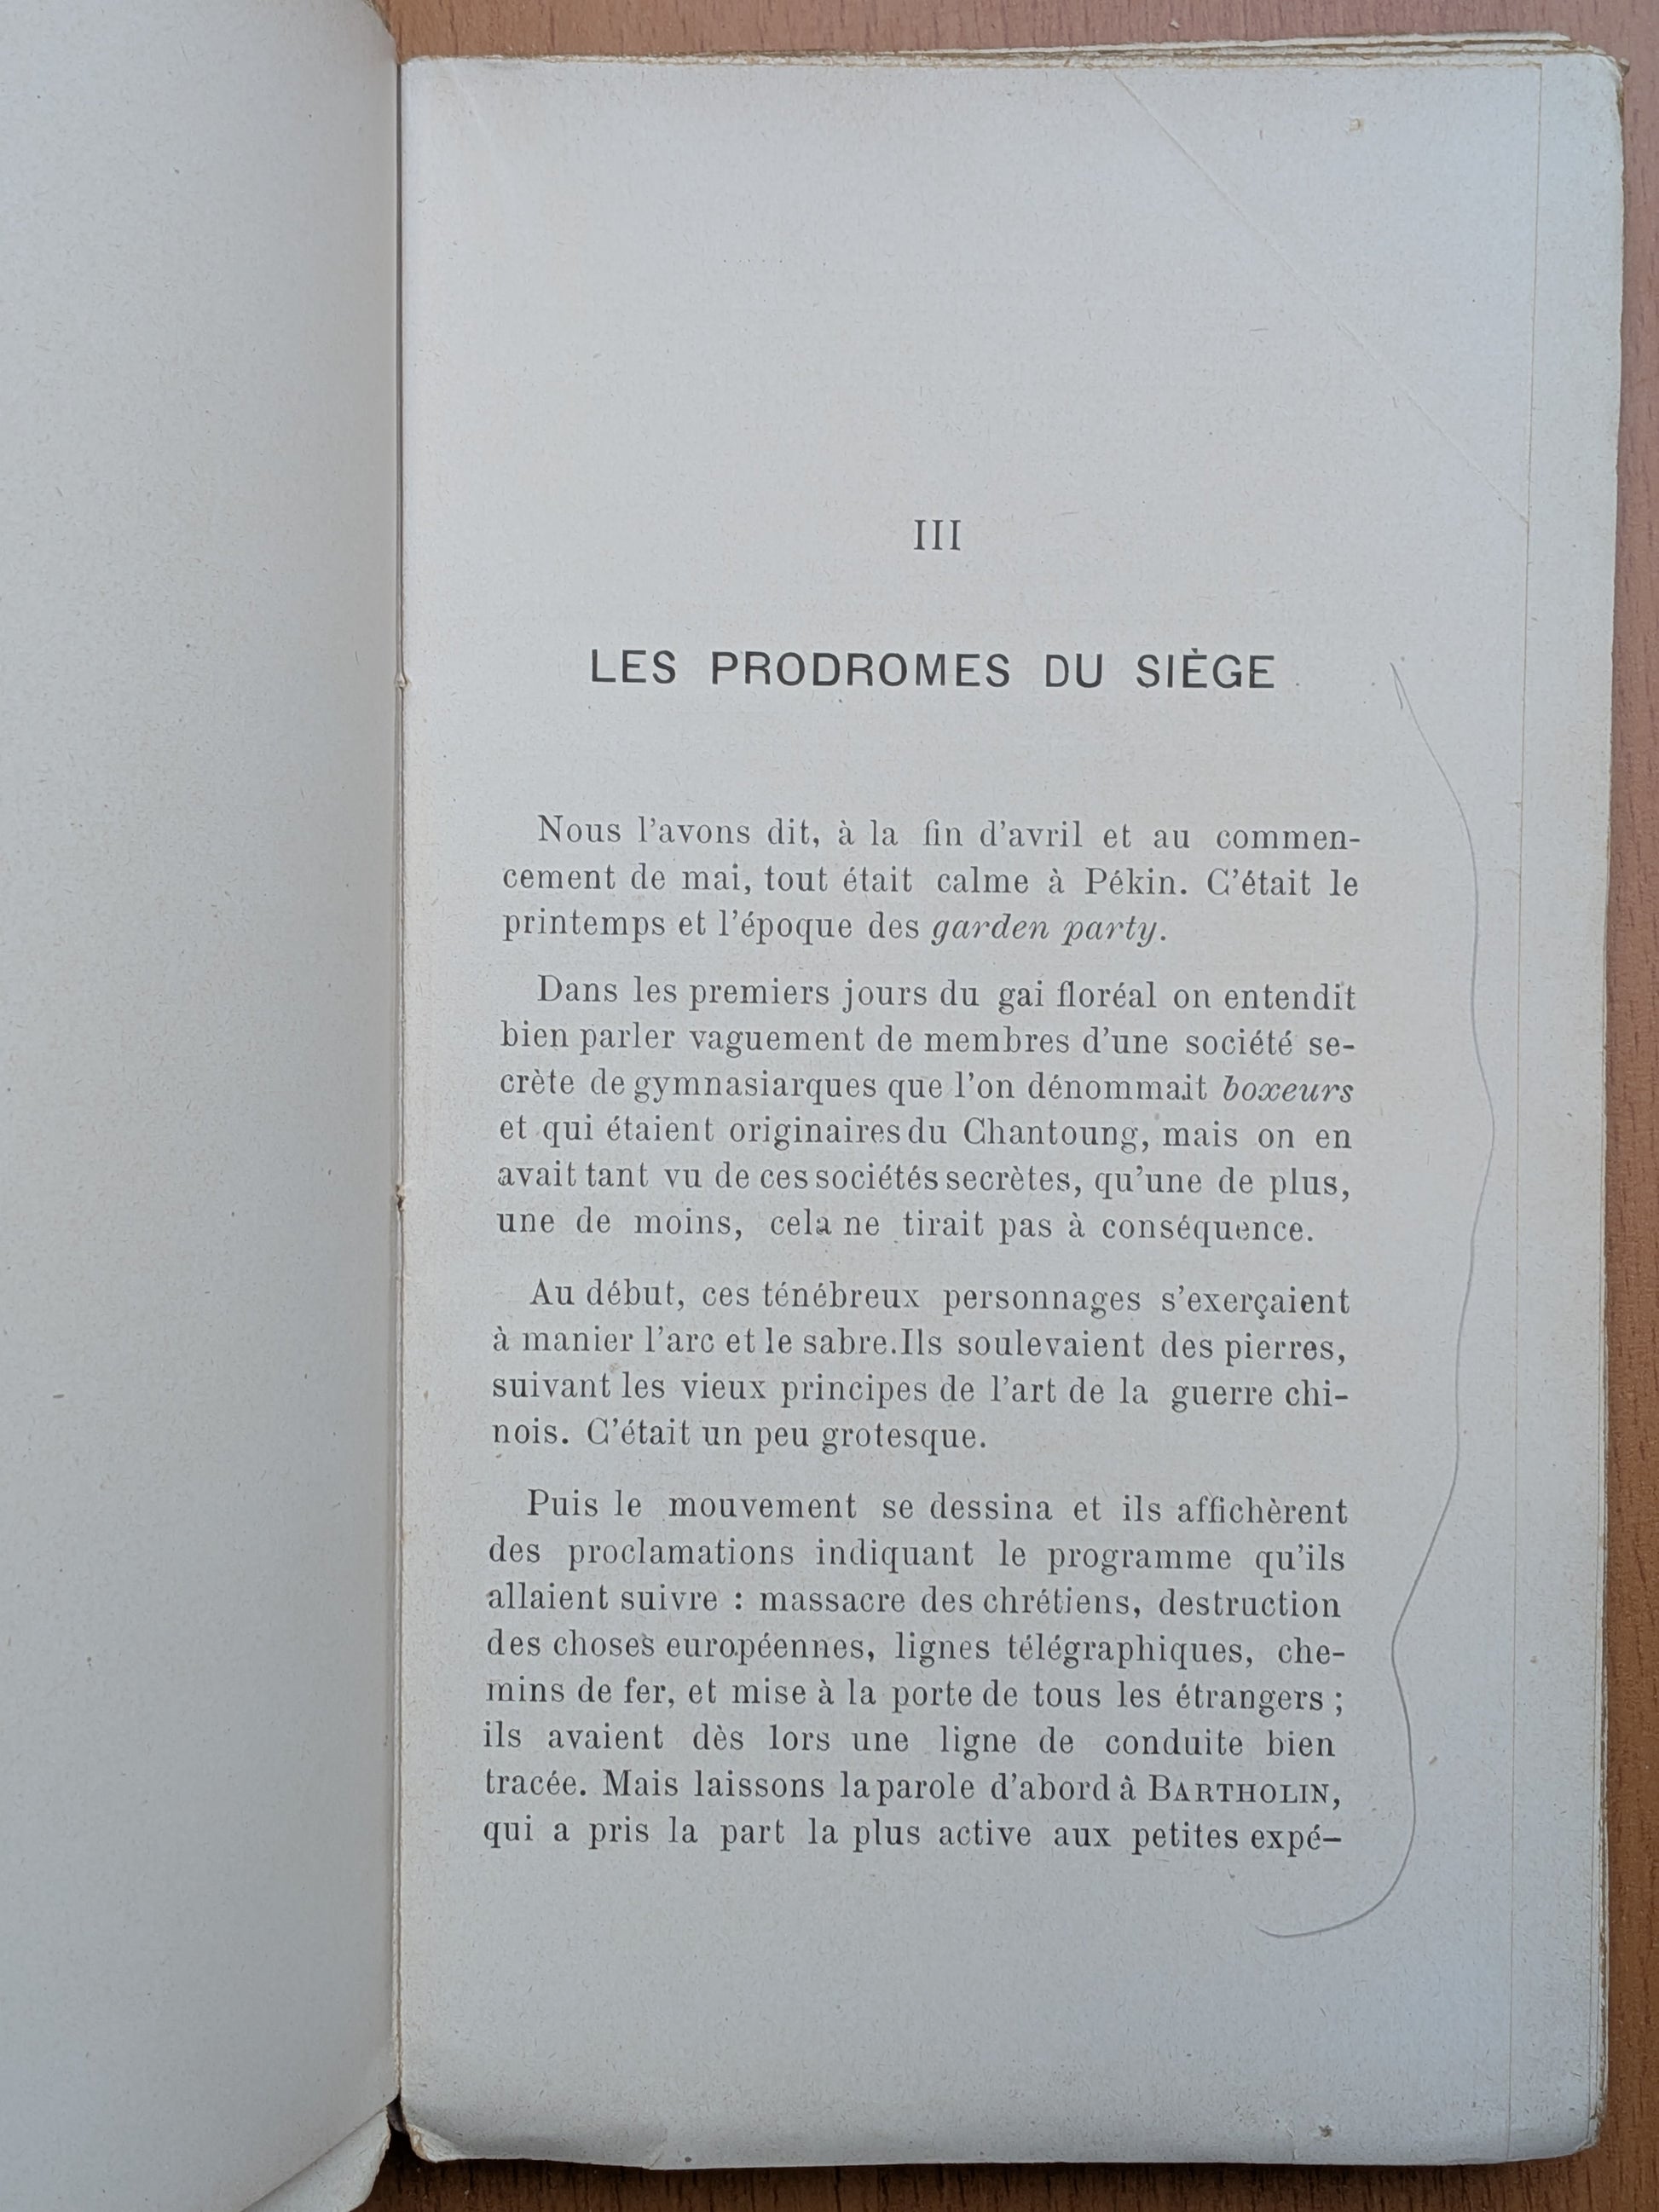 III
LES PRODROMES DU SIÈGE
Nous l'avons dit, à la fin d'avril et au commen-
cement de mai, tout était calme à Pékin. C'était le
printemps et l'époque des garden party.
Dans les premiers jours du gai floréal on entendit
bien parler vaguement de membres d'une société se-
crète de gymnasiarques que l'on dénommait boxeurs
et qui étaient originaires du Chantoung, mais on en
avait tant vu de ces sociétés secrètes, qu'une de plus,
une de moins, cela ne tirait pas à conséquence.
Au début, ces ténébreux personnages s'exerçaient
à manier l'arc et le sabre. Ils soulevaient des pierres,
suivant les vieux principes de l'art de la guerre chi-
nois. C'était un peu grotesque.
Puis le mouvement se dessina et ils affichèrent
des proclamations indiquant le programme qu'ils
allaient suivre : massacre des chrétiens, destruction
des choses européennes, lignes télégraphiques, che-
mins de fer, et mise à la porte de tous les étrangers ;
ils avaient dès lors une ligne de conduite bien
tracée. Mais laissons la parole d'abord à BARTHOLIN,
qui a pris la part la plus active aux petites expé-